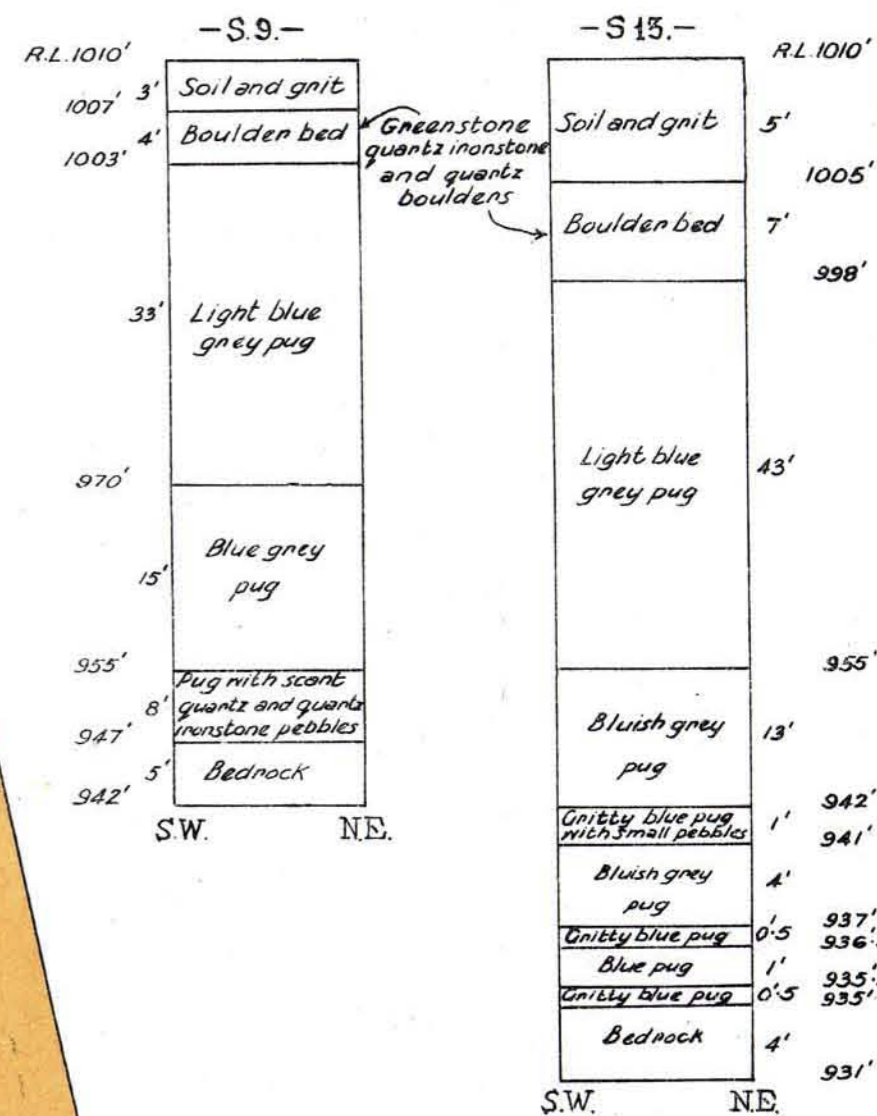 -S.9.-
R.L.1010'
3' Soil and grit
1007'
4' Boulder bed
1003'
33' Light blue
grey pug
970'
15' Blue grey
pug
955'
8' Pug with scant
quartz and quartz
ironstone pebbles
947'
5' Bedrock
942'
S.W. N.E.
Greenstone
quartz ironstone
and quartz
boulders
-S 13.-
R.L.1010'
Soil and grit 5'
1005'
Boulder bed 7'
998'
Light blue
grey pug 43'
955'
Bluish grey
pug 13'
942'
Gritty blue pug
with small pebbles 1'
941'
Bluish grey
pug 4'
937'
Gritty blue pug 0'.5
936'.
Blue pug 1'
935'.
Gritty blue pug 0'.5
935'
Bedrock 4'
931'
S.W. N.E.